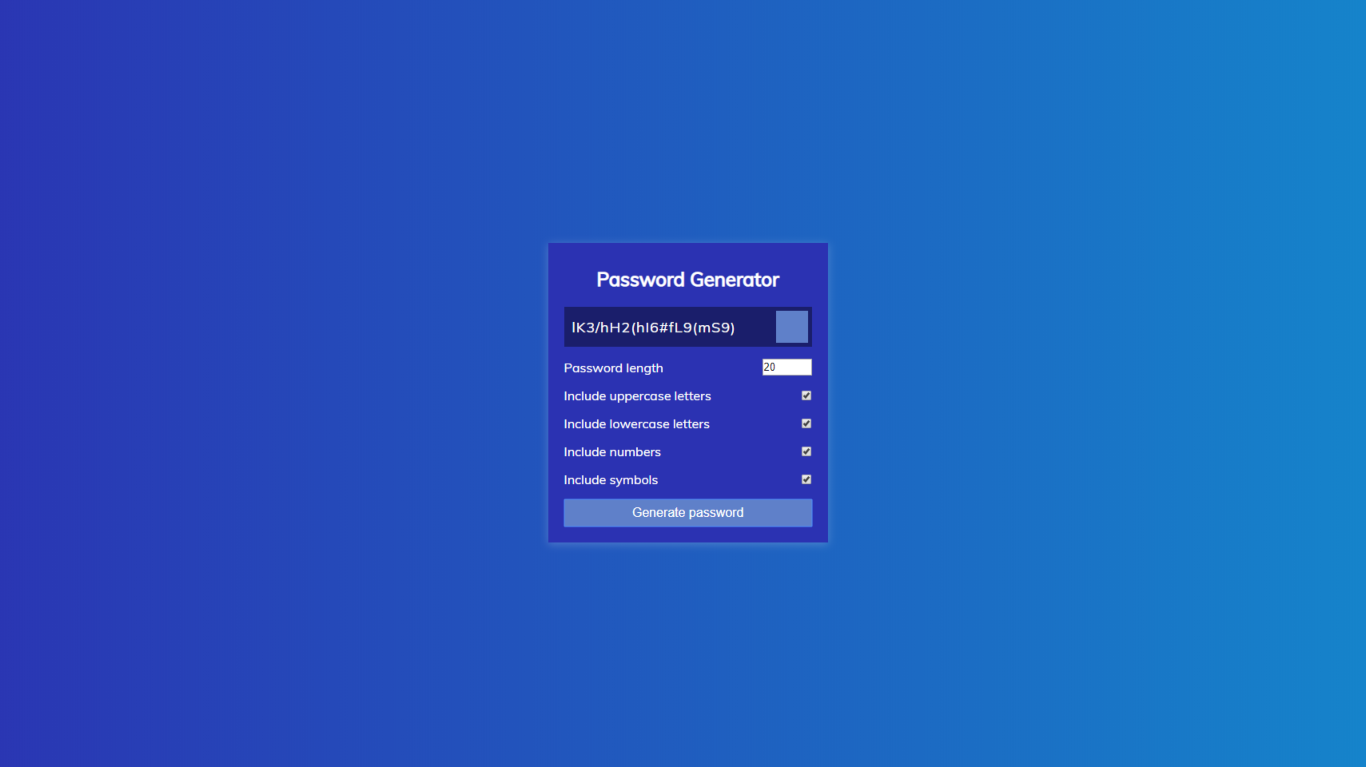 Password Generator
lK3/hH2(hI6#fL9(mS9)
Password length
20
Include uppercase letters
Include lowercase letters
Include numbers
Include symbols
Generate password